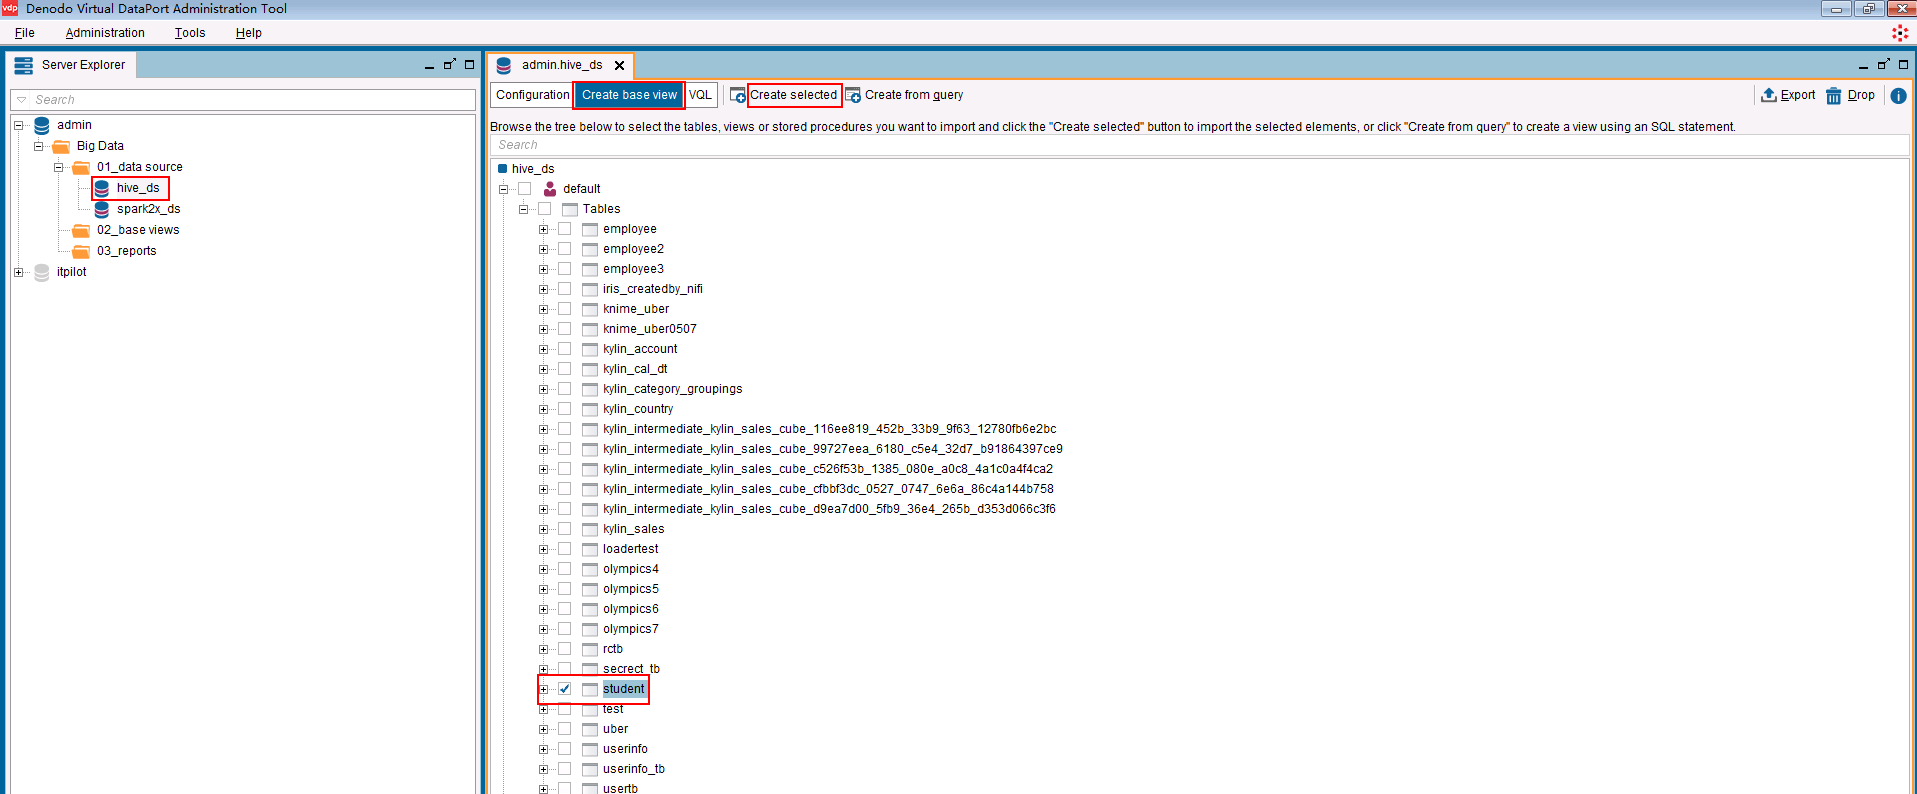 vdp Denodo Virtual DataPort Administration Tool
File Administration Tools Help
Server Explorer
Search
admin
Big Data
01_data source
hive_ds
spark2x_ds
02_base views
03_reports
itpilot
admin.hive_ds
Configuration Create base view VQL Create selected Create from query Export Drop
Browse the tree below to select the tables, views or stored procedures you want to import and click the "Create selected" button to import the selected elements, or click "Create from query" to create a view using an SQL statement.
Search
hive_ds
default
Tables
employee
employee2
employee3
iris_createdby_nifi
knime_uber
knime_uber0507
kylin_account
kylin_cal_dt
kylin_category_groupings
kylin_country
kylin_intermediate_kylin_sales_cube_116ee819_452b_33b9_9f63_12780fb6e2bc
kylin_intermediate_kylin_sales_cube_99727eea_6180_c5e4_32d7_b91864397ce9
kylin_intermediate_kylin_sales_cube_c526f53b_1385_080e_a0c8_4a1c0a4f4ca2
kylin_intermediate_kylin_sales_cube_cfbbf3dc_0527_0747_6e6a_86c4a144b758
kylin_intermediate_kylin_sales_cube_d9ea7d00_5fb9_36e4_265b_d353d066c3f6
kylin_sales
loadertest
olympics4
olympics5
olympics6
olympics7
rctb
secrect_tb
student
test
uber
userinfo
userinfo_tb
usertb